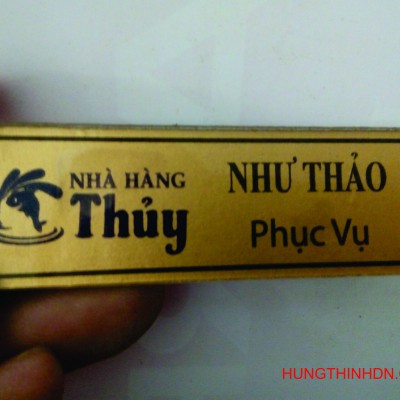 NHÀ HÀNG
Thủy
NHƯ THẢO
Phục Vụ
HUNGTHINHDN.